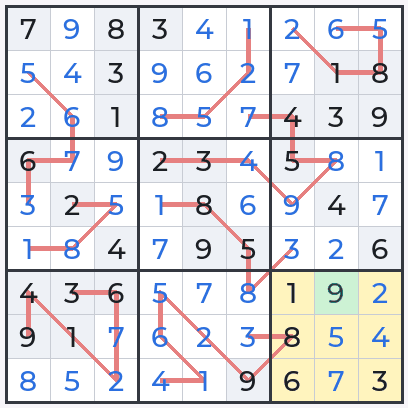 7 9 8 3 4 1 2 6 5
5 4 3 9 6 2 7 1 8
2 6 1 8 5 7 4 3 9
6 7 9 2 3 4 5 8 1
3 2 5 1 8 6 9 4 7
1 8 4 7 9 5 3 2 6
4 3 6 5 7 8 1 9 2
9 1 7 6 2 3 8 5 4
8 5 2 4 1 9 6 7 3